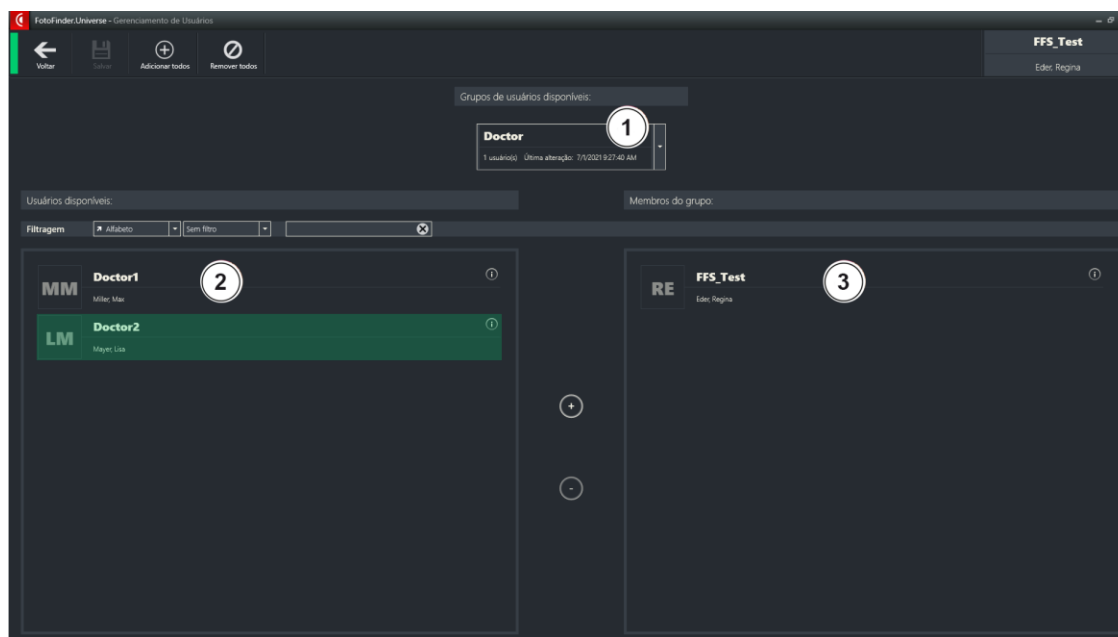 FotoFinder.Universe - Gerenciamento de Usuários
Voltar
Salvar
Adicionar todos
Remover todos
FFS_Test
Eder, Regina
Grupos de usuários disponíveis:
Doctor
1
1 usuário(s) Última alteração: 7/1/2021 9:27:40 AM
Usuários disponíveis:
Membros do grupo:
Filtragem
Alfabeto
Sem filtro
MM
Doctor1
Miller, Max
2
LM
Doctor2
Mayer, Lisa
RE
FFS_Test
Eder, Regina
3